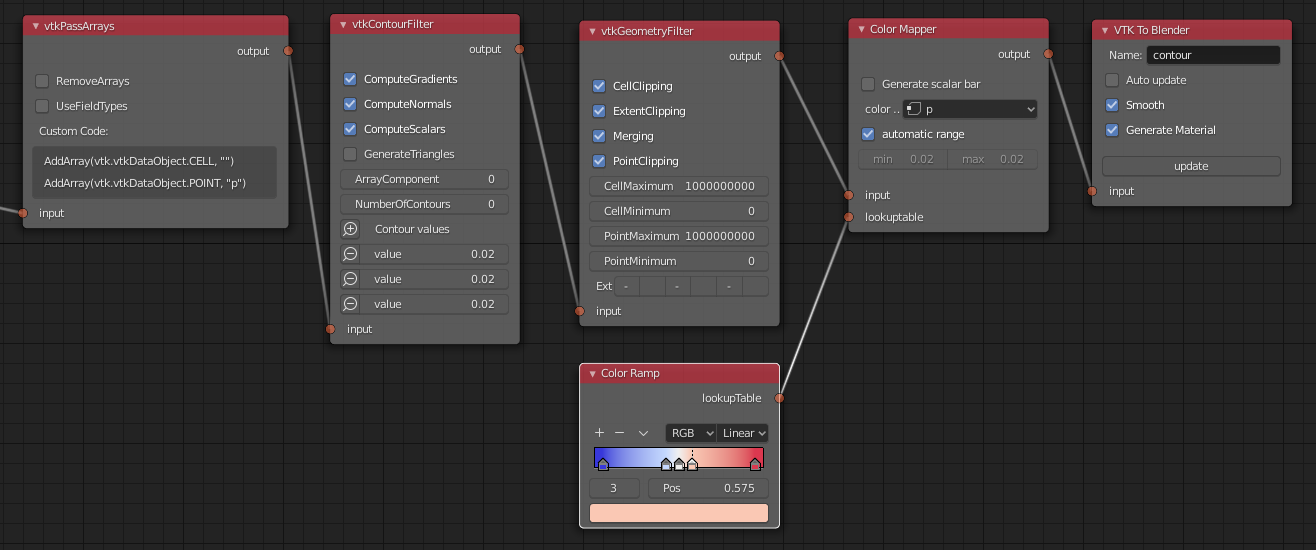 vtkPassArrays
output
RemoveArrays
UseFieldTypes
Custom Code:
AddArray(vtk.vtkDataObject.CELL, "")
AddArray(vtk.vtkDataObject.POINT, "p")
input
vtkContourFilter
output
ComputeGradients
ComputeNormals
ComputeScalars
GenerateTriangles
ArrayComponent 0
NumberOfContours 0
Contour values
value 0.02
value 0.02
value 0.02
input
vtkGeometryFilter
output
CellClipping
ExtentClipping
Merging
PointClipping
CellMaximum 1000000000
CellMinimum 0
PointMaximum 1000000000
PointMinimum 0
Ext - - -
input
Color Ramp
lookupTable
+ − RGB Linear
3 Pos 0.575
Color Mapper
output
Generate scalar bar
color .. p
automatic range
min 0.02 max 0.02
input
lookuptable
VTK To Blender
Name: contour
Auto update
Smooth
Generate Material
update
input